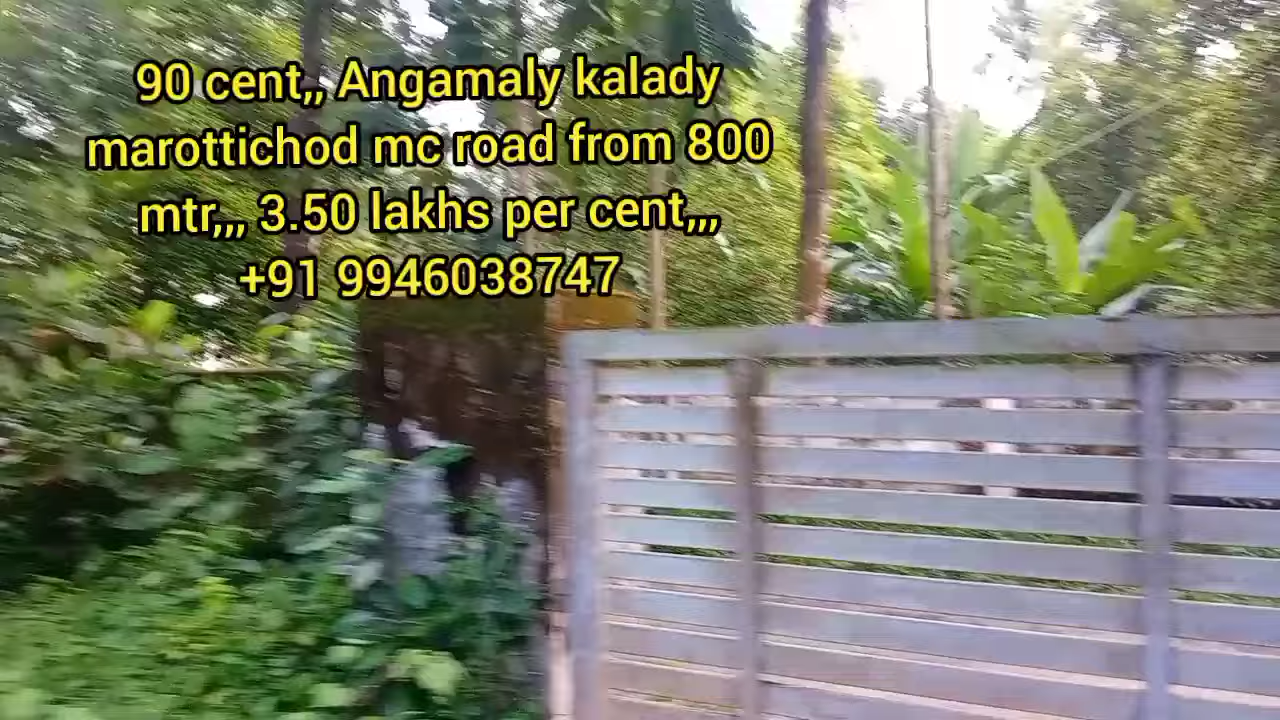 90 cent,, Angamaly kalady
marottichod mc road from 800
mtr,,, 3.50 lakhs per cent,,,
+91 9946038747